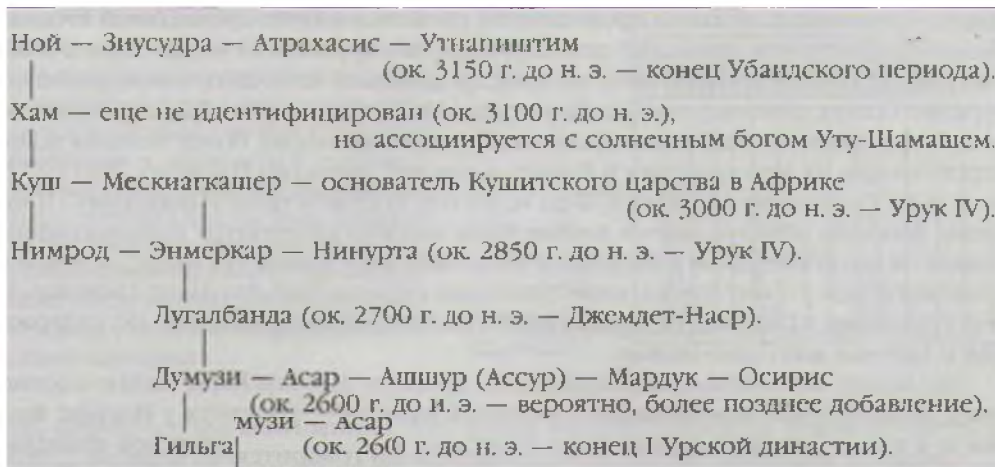 Ной — Зиусудра — Атрахасис — Утнапиштим
(ок. 3150 г. до н. э. — конец Убаидского периода).
Хам — еще не идентифицирован (ок. 3100 г. до н. э.),
но ассоциируется с солнечным богом Уту-Шамашем.
Куш — Мескиагкашер — основатель Кушитского царства в Африке
(ок. 3000 г. до н. э. — Урук IV).
Нимрод — Энмеркар — Нинурта (ок. 2850 г. до н. э. — Урук IV).
Лугалбанда (ок. 2700 г. до н. э. — Джемдет-Наср).
Думузи — Асар — Ашшур (Ассур) — Мардук — Осирис
(ок. 2600 г. до н. э. — вероятно, более позднее добавление).
музи — Асар
Гильга (ок. 2600 г. до н. э. — конец I Урской династии).